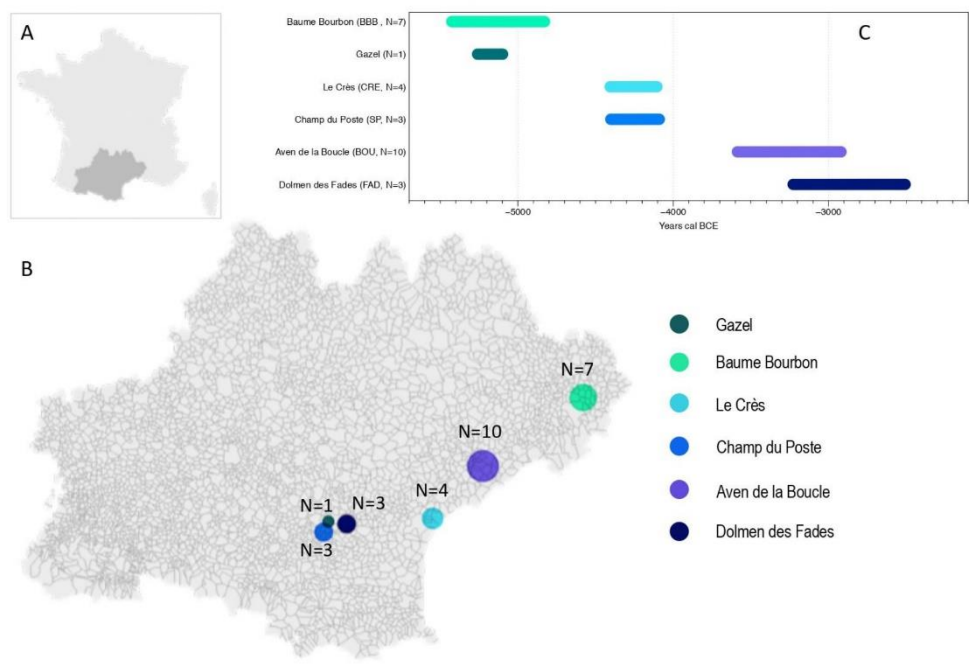 A
Baume Bourbon (BBB , N=7)
C
Gazel (N=1)
Le Crès (CRE, N=4)
Champ du Poste (SP, N=3)
Aven de la Boucle (BOU, N=10)
Dolmen des Fades (FAD, N=3)
-5000 -4000 -3000
Years cal BCE
B
N=7
N=10
N=4
N=1 N=3
N=3
Gazel
Baume Bourbon
Le Crès
Champ du Poste
Aven de la Boucle
Dolmen des Fades